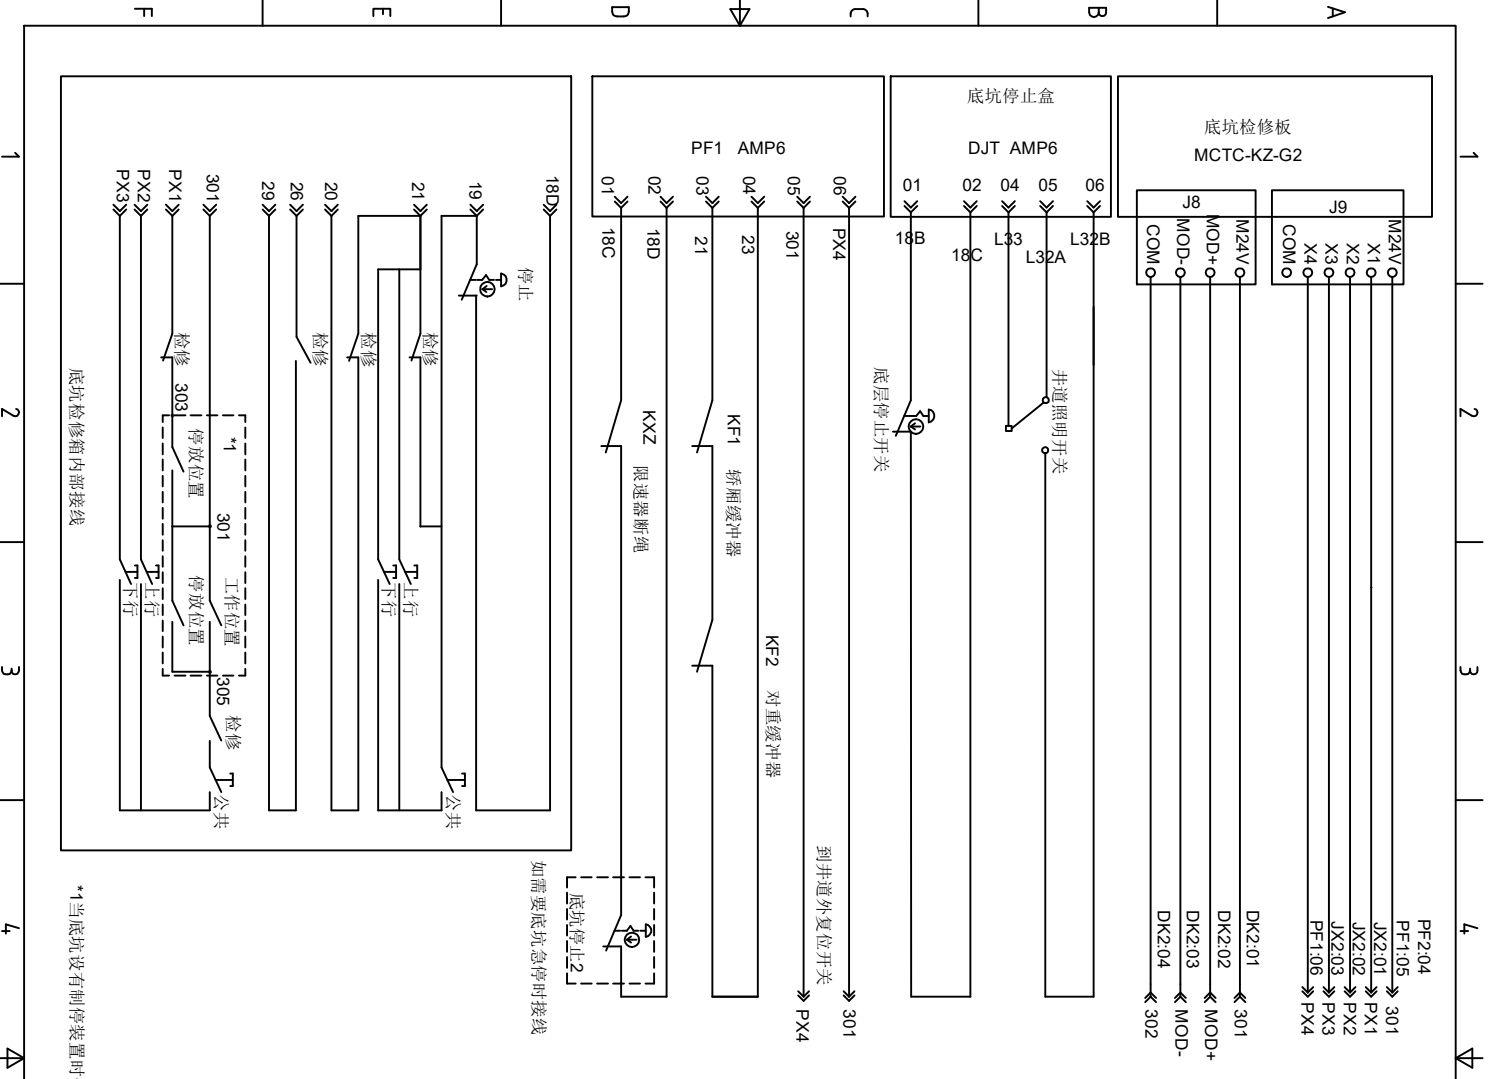 F
E
D
C
B
A
1
2
3
4
1
2
3
4
底坑检修板
MCTC-KZ-G2
J9
M24V
X1
X2
X3
X4
COM
J8
M24V
MOD+
MOD-
COM
PF2:04
PF1:05
JX2:01
JX2:02
JX2:03
PF1:06
301
PX1
PX2
PX3
PX4
DK2:01
DK2:02
DK2:03
DK2:04
301
MOD+
MOD-
302
底坑停止盒
DJT AMP6
01
02
04
05
06
18B
18C
L33
L32A
L32B
井道照明开关
底层停止开关
PF1 AMP6
01
02
03
04
05
06
18C
18D
21
23
301
PX4
KXZ 限速器断绳
KF1 轿厢缓冲器
KF2 对重缓冲器
到井道外复位开关
301
PX4
底坑停止2
如需要底坑急停时接线
PX3
PX2
PX1
301
29
26
20
21
19
18D
停止
检修
检修
检修
检修
303
*1
停放位置
301
停放位置
工作位置
305
检修
公共
上行
下行
上行
下行
公共
底坑检修箱内部接线
*1当底坑设有制停装置时